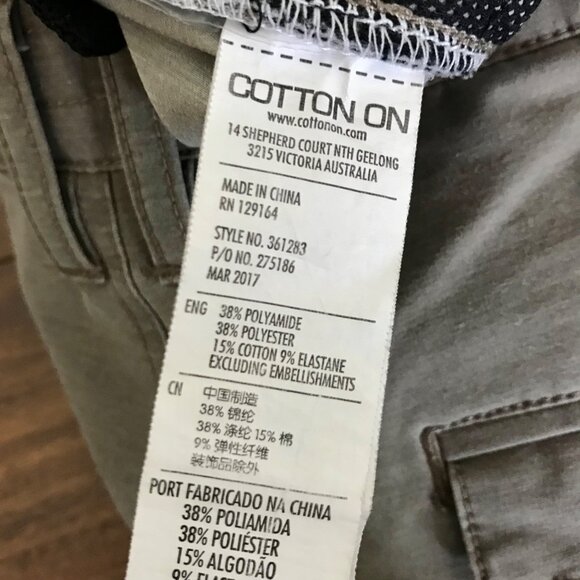 COTTON ON
www.cottonon.com
14 SHEPHERD COURT NTH GEELONG
3215 VICTORIA AUSTRALIA
MADE IN CHINA
RN 129164
STYLE NO. 361283
P/O NO. 275186
MAR 2017
ENG 38% POLYAMIDE
38% POLYESTER
15% COTTON 9% ELASTANE
EXCLUDING EMBELLISHMENTS
CN 中国制造
38% 锦纶
38% 涤纶 15% 棉
9% 弹性纤维
装饰品除外
PORT FABRICADO NA CHINA
38% POLIAMIDA
38% POLIÉSTER
15% ALGODÃO